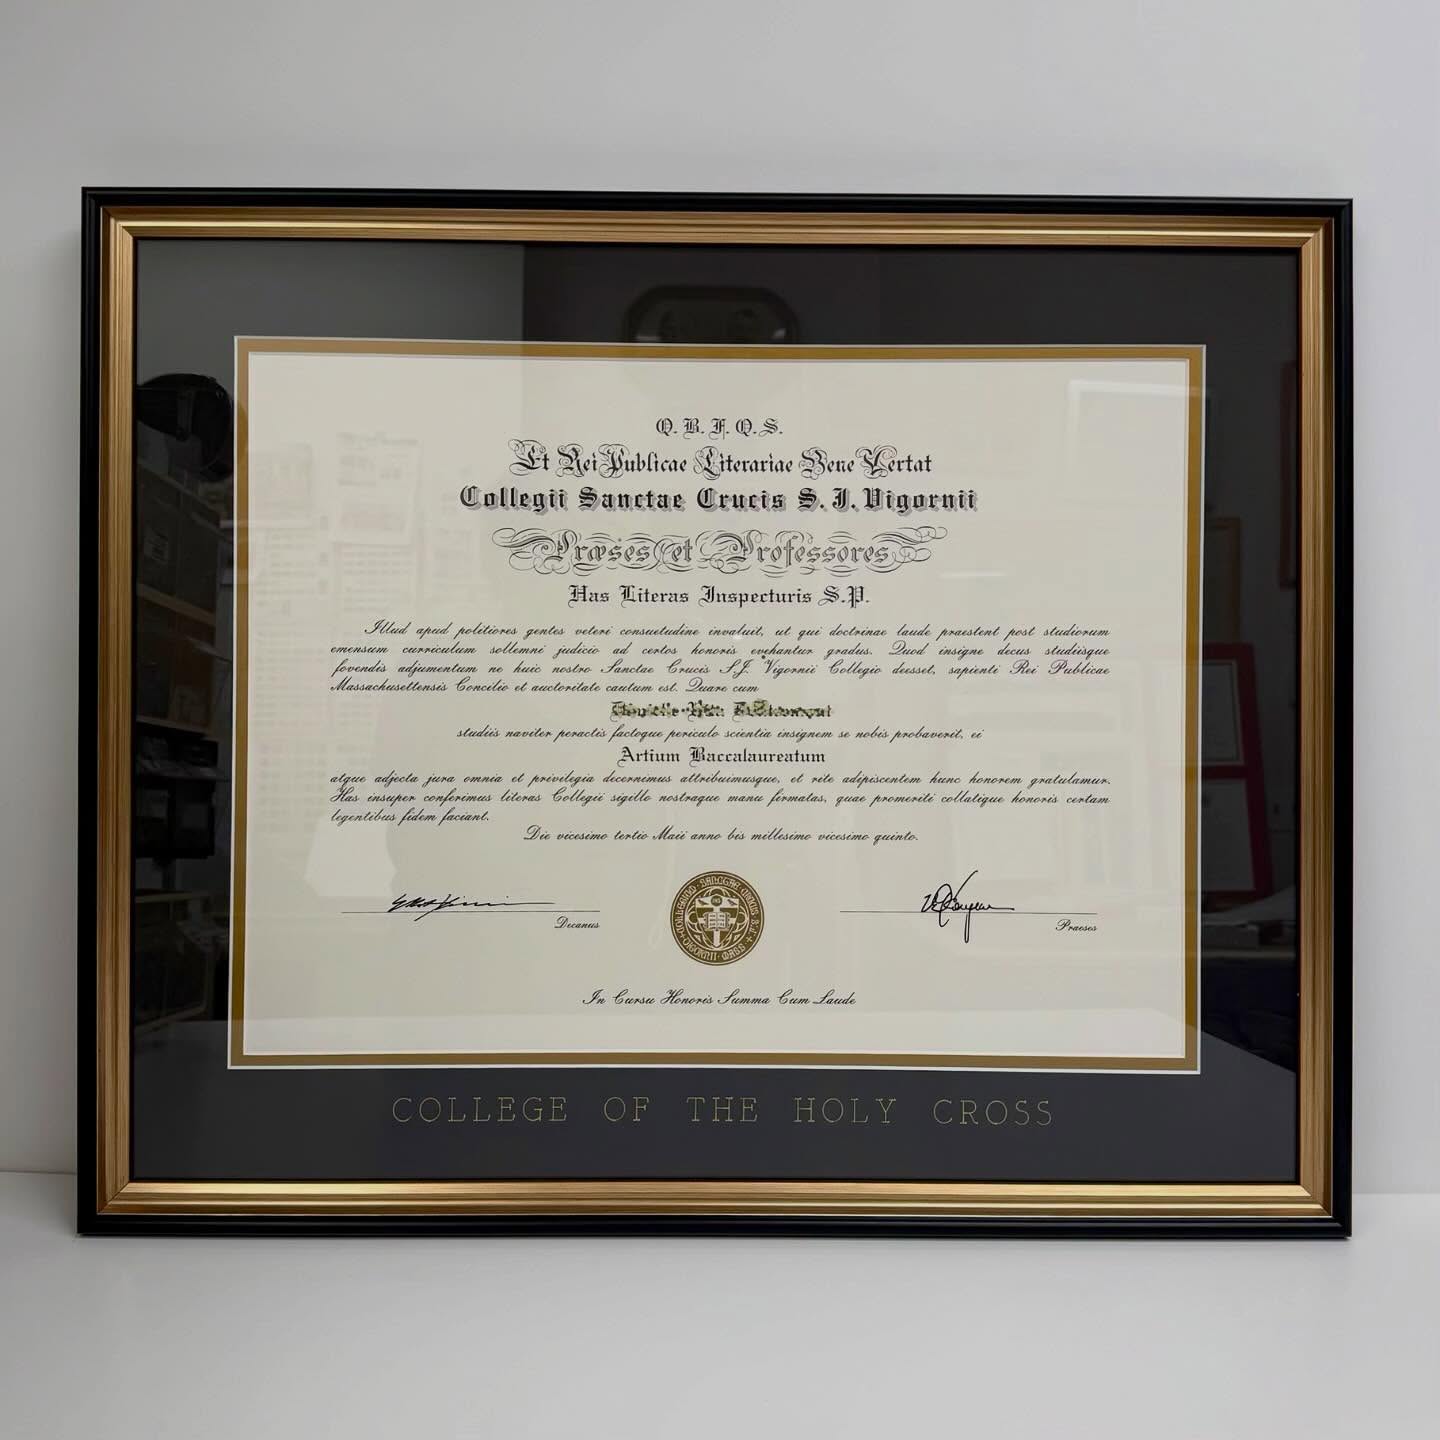 Q. B. F. Q. S.
Et Rei Publicae Literariae Bene Vertat
Collegii Sanctae Crucis S. J. Vigornii
Præses et Professores
Has Literas Inspecturis S. P.
Illud apud politiores gentes veteri consuetudine invaluit, ut qui doctrinae laude praestent post studiorum
emensum curriculum sollemni judicio ad certos honoris evehantur gradus. Quod insigne decus studiisque
fovendis adjumentum ne huic nostro Sanctae Crucis S.J. Vigornii Collegio deesset, sapienti Rei Publicae
Massachusettensis Concilio et auctoritate cautum est. Quare cum
studiis naviter peractis factoque periculo scientia insignem se nobis probaverit, ei
Artium Baccalaureatum
atque adjecta jura omnia et privilegia decernimus attribuimusque, et rite adipiscentem hunc honorem gratulamur.
Has insuper conferimus literas Collegii sigillo nostraque manu firmatas, quae promeriti collatique honoris certam
legentibus fidem faciant.
Die vicesimo tertio Maii anno bis millesimo vicesimo quinto.
Decanus
Praeses
In Cursu Honoris Summa Cum Laude
COLLEGE OF THE HOLY CROSS